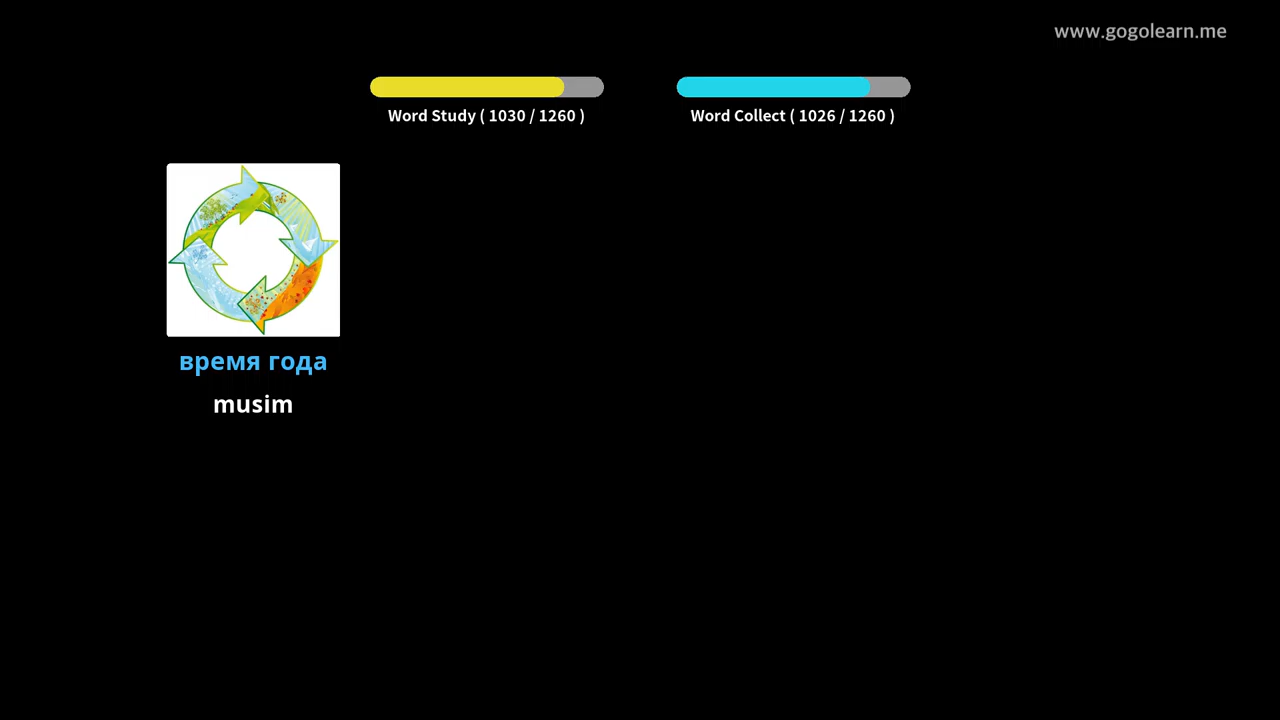 www.gogolearn.me
Word Study ( 1030 / 1260 )
Word Collect ( 1026 / 1260 )
время года
musim